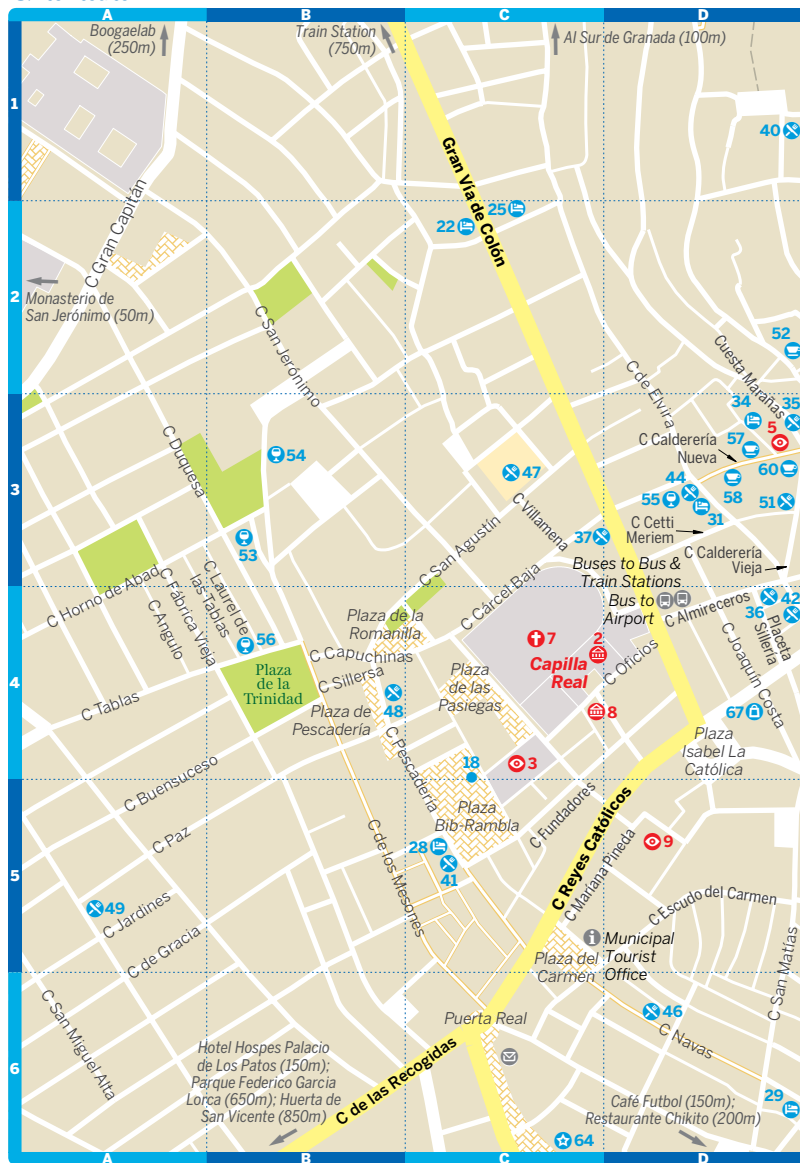 A
B
C
D
Boogaelab
(250m)
Train Station
(750m)
Al Sur de Granada (100m)
1
40
Gran Vía de Colón
C Gran Capitán
25
22
2
Monasterio de
San Jerónimo (50m)
C San Jerónimo
52
Cuesta Marañas
C de Elvira
34
35
5
57
C Calderería
Nueva
C Duquesa
54
47
60
3
44
55
58
51
31
C Villamena
53
37
C Cetti
Meriem
C San Agustín
C Calderería
Vieja
Buses to Bus &
Train Stations
C Horno de Abad
C Cárcel Baja
Bus to
Airport
C Almireceros
42
36
C Laurel de
las Tablas
C Fábrica Vieja
C Angulo
Plaza de la
Romanilla
Placeta
Sillería
C Joaquín Costa
56
7
2
Capilla
Real
C Oficios
C Capuchinas
4
Plaza
de la
Trinidad
C Sillersa
Plaza
de las
Pasiegas
C Tablas
48
Plaza de
Pescadería
8
67
C Pescadería
Plaza
Isabel La
Católica
18
3
C Buensuceso
Plaza
Bib-Rambla
C Fundadores
C Reyes Católicos
C Paz
C de los Mesones
28
41
C Mariana Pineda
9
5
49
C Jardines
C Escudo del Carmen
C de Gracia
Municipal
Tourist
Office
Plaza del
Carmen
C San Matías
C San Miguel Alta
46
Puerta Real
C Navas
6
Hotel Hospes Palacio
de Los Patos (150m);
Parque Federico García
Lorca (650m); Huerta de
San Vicente (850m)
C de las Recogidas
29
Café Futbol (150m);
Restaurante Chikito (200m)
64
A
B
C
D